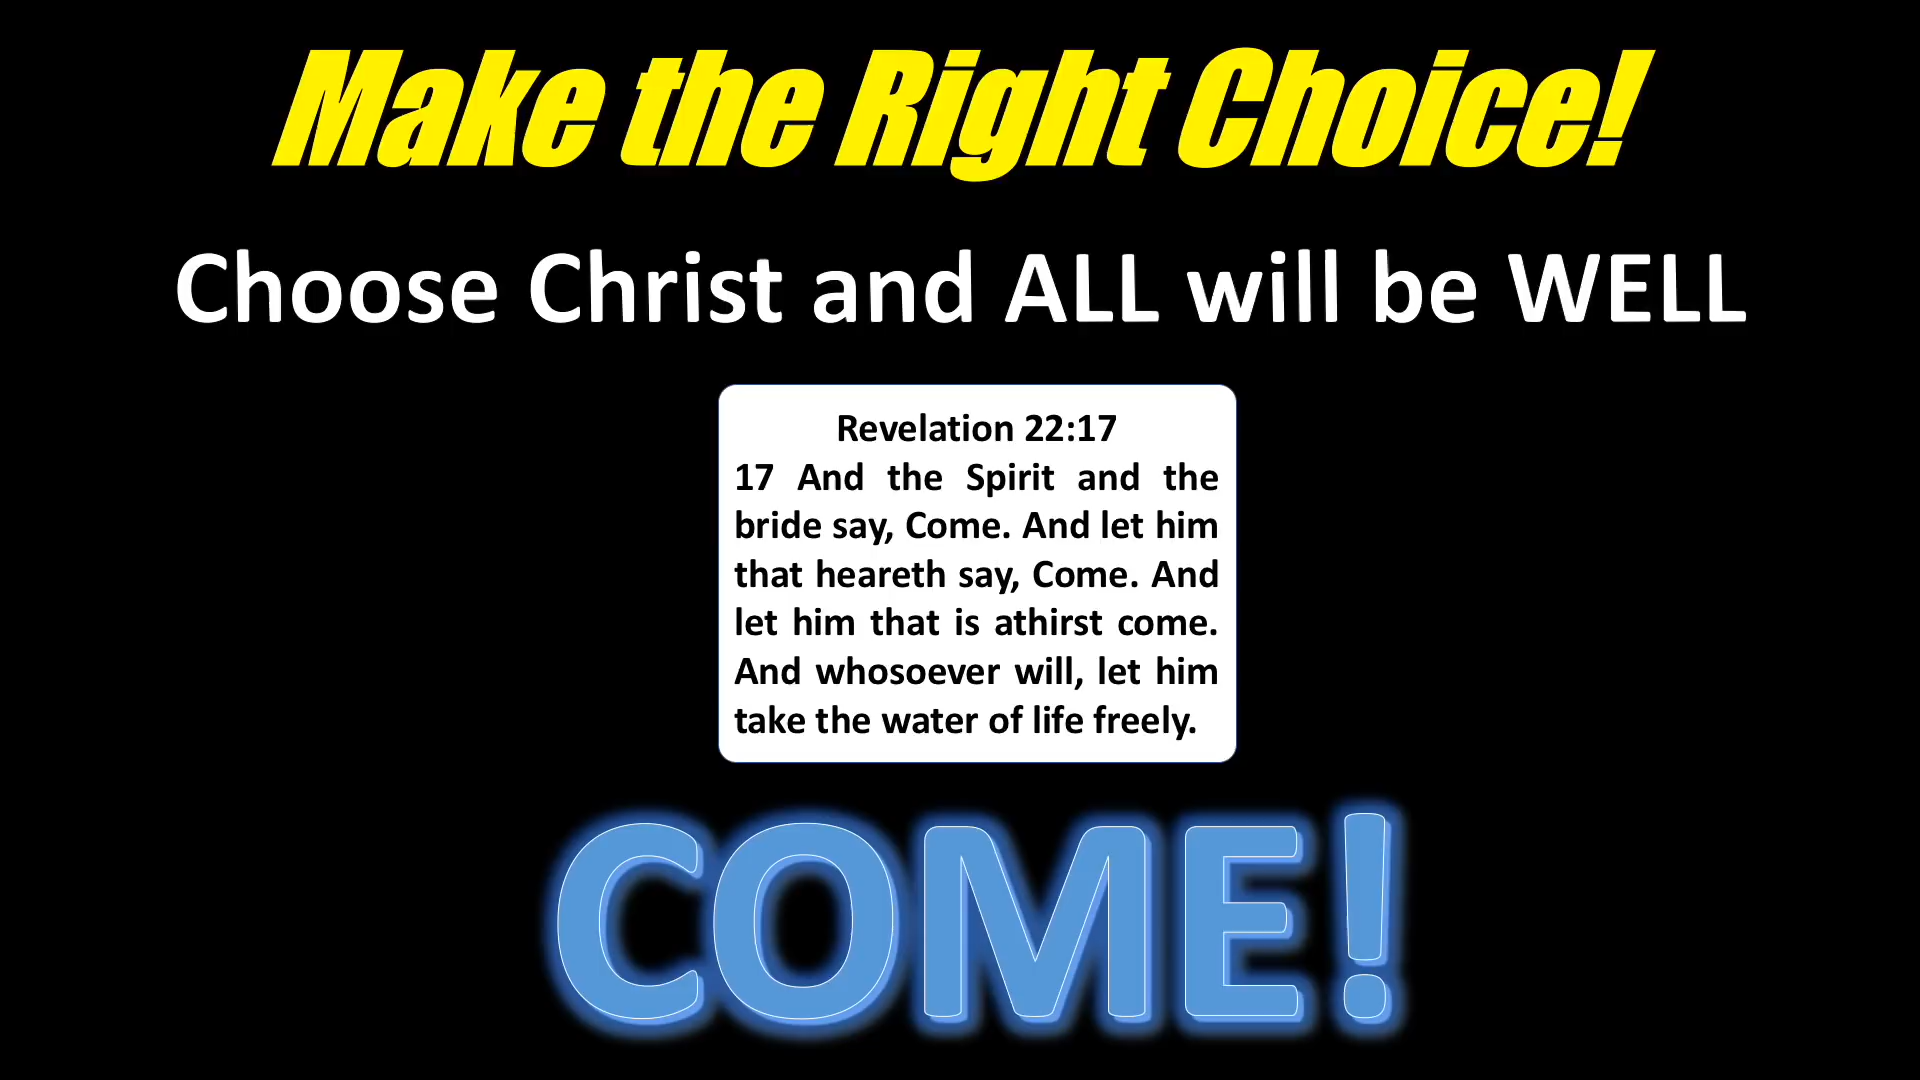 Make the Right Choice!
Choose Christ and ALL will be WELL
Revelation 22:17
17 And the Spirit and the
bride say, Come. And let him
that heareth say, Come. And
let him that is athirst come.
And whosoever will, let him
take the water of life freely.
COME!